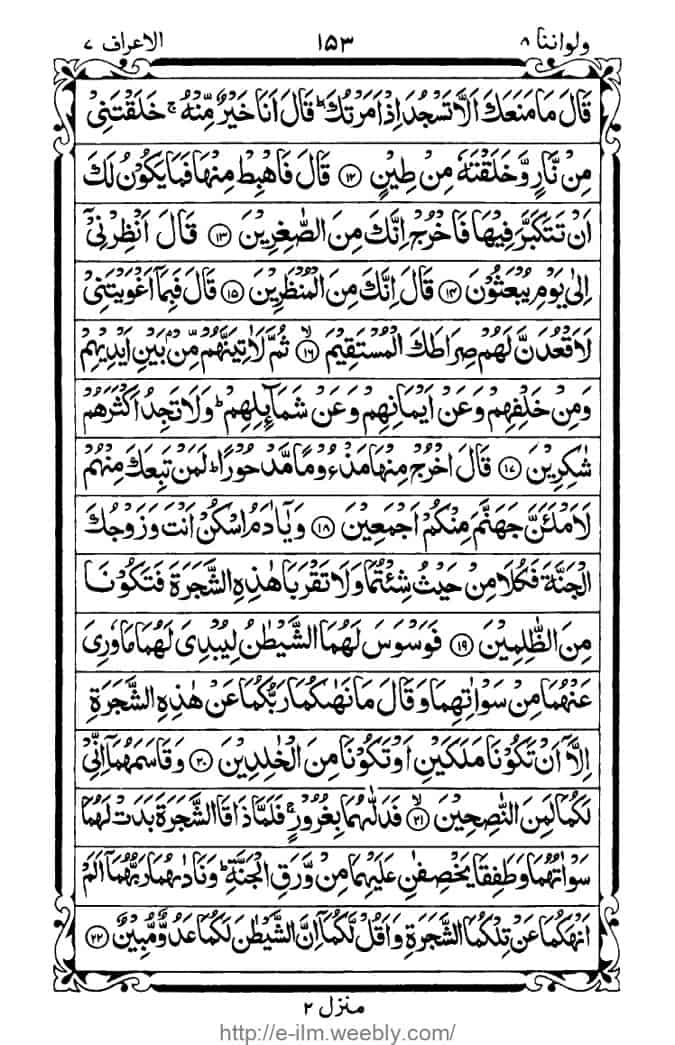 ولواننا ٨ ١٥٣ الاعراف ٧
قَالَ مَا مَنَعَكَ اَلَّا تَسْجُدَ اِذْ اَمَرْتُكَ ؕ قَالَ اَنَا خَيْرٌ مِّنْهُ ۚ خَلَقْتَنِىْ
مِنْ نَّارٍ وَّخَلَقْتَهٗ مِنْ طِيْنٍ ۝۱۲ قَالَ فَاهْبِطْ مِنْهَا فَمَا يَكُوْنُ لَكَ
اَنْ تَتَكَبَّرَ فِيْهَا فَاخْرُجْ اِنَّكَ مِنَ الصّٰغِرِيْنَ ۝۱۳ قَالَ اَنْظِرْنِىْۤ
اِلٰى يَوْمِ يُبْعَثُوْنَ ۝۱۴ قَالَ اِنَّكَ مِنَ الْمُنْظَرِيْنَ ۝۱۵ قَالَ فَبِمَاۤ اَغْوَيْتَنِىْ
لَاَقْعُدَنَّ لَهُمْ صِرَاطَكَ الْمُسْتَقِيْمَ ۙ۝۱۶ ثُمَّ لَاٰتِيَنَّهُمْ مِّنْۢ بَيْنِ اَيْدِيْهِمْ
وَمِنْ خَلْفِهِمْ وَعَنْ اَيْمَانِهِمْ وَعَنْ شَمَآئِلِهِمْ ؕ وَلَا تَجِدُ اَكْثَرَهُمْ
شٰكِرِيْنَ ۝۱۷ قَالَ اخْرُجْ مِنْهَا مَذْءُوْمًا مَّدْحُوْرًا ؕ لَمَنْ تَبِعَكَ مِنْهُمْ
لَاَمْلَئَنَّ جَهَنَّمَ مِنْكُمْ اَجْمَعِيْنَ ۝۱۸ وَيٰۤاٰدَمُ اسْكُنْ اَنْتَ وَزَوْجُكَ
الْجَنَّةَ فَكُلَا مِنْ حَيْثُ شِئْتُمَا وَلَا تَقْرَبَا هٰذِهِ الشَّجَرَةَ فَتَكُوْنَا
مِنَ الظّٰلِمِيْنَ ۝۱۹ فَوَسْوَسَ لَهُمَا الشَّيْطٰنُ لِيُبْدِىَ لَهُمَا مَا وٗرِىَ
عَنْهُمَا مِنْ سَوْاٰتِهِمَا وَقَالَ مَا نَهٰىكُمَا رَبُّكُمَا عَنْ هٰذِهِ الشَّجَرَةِ
اِلَّاۤ اَنْ تَكُوْنَا مَلَكَيْنِ اَوْ تَكُوْنَا مِنَ الْخٰلِدِيْنَ ۝۲۰ وَقَاسَمَهُمَاۤ اِنِّىْ
لَكُمَا لَمِنَ النّٰصِحِيْنَ ۙ۝۲۱ فَدَلّٰىهُمَا بِغُرُوْرٍ ۚ فَلَمَّا ذَاقَا الشَّجَرَةَ بَدَتْ لَهُمَا
سَوْاٰتُهُمَا وَطَفِقَا يَخْصِفٰنِ عَلَيْهِمَا مِنْ وَّرَقِ الْجَنَّةِ ؕ وَنَادٰىهُمَا رَبُّهُمَاۤ اَلَمْ
اَنْهَكُمَا عَنْ تِلْكُمَا الشَّجَرَةِ وَاَقُلْ لَّكُمَاۤ اِنَّ الشَّيْطٰنَ لَكُمَا عَدُوٌّ مُّبِيْنٌ ۝۲۲
منزل ٢
http://e-ilm.weebly.com/